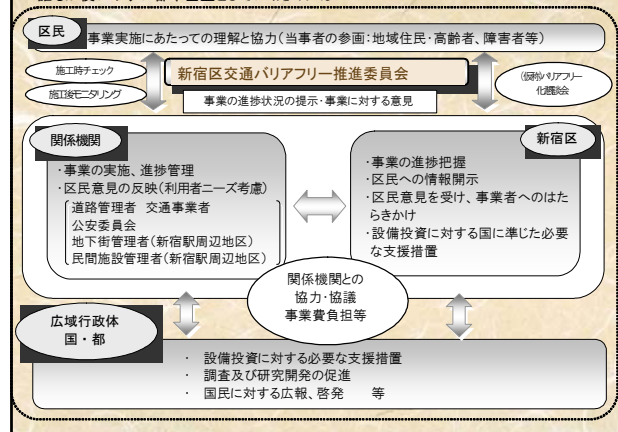 区民
事業実施にあたっての理解と協力(当事者の参画:地域住民・高齢者、障害者等)
施工時チェック
施工後モニタリング
新宿区交通バリアフリー推進委員会
事業の進捗状況の提示・事業に対する意見
(仮称)バリアフリー
化懇談会
関係機関
・事業の実施、進捗管理
・区民意見の反映(利用者ニーズ考慮)
道路管理者 交通事業者
公安委員会
地下街管理者(新宿駅周辺地区)
民間施設管理者(新宿駅周辺地区)
新宿区
・事業の進捗把握
・区民への情報開示
・区民意見を受け、事業者へのはた
らきかけ
・設備投資に対する国に準じた必要
な支援措置
関係機関との
協力・協議
事業費負担等
広域行政体
国・都
・ 設備投資に対する必要な支援措置
・ 調査及び研究開発の促進
・ 国民に対する広報、啓発 等